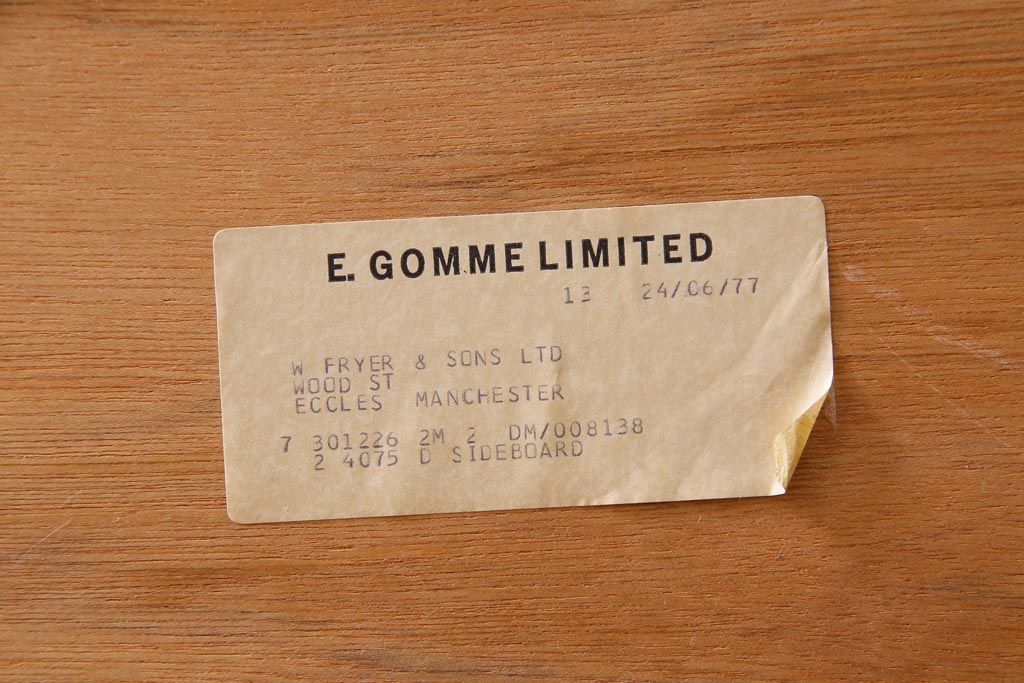 E. GOMME LIMITED
13 24/06/77
W FRYER & SONS LTD
WOOD ST
ECCLES MANCHESTER
7 301226 2M 2 DM/008138
2 4075 D SIDEBOARD